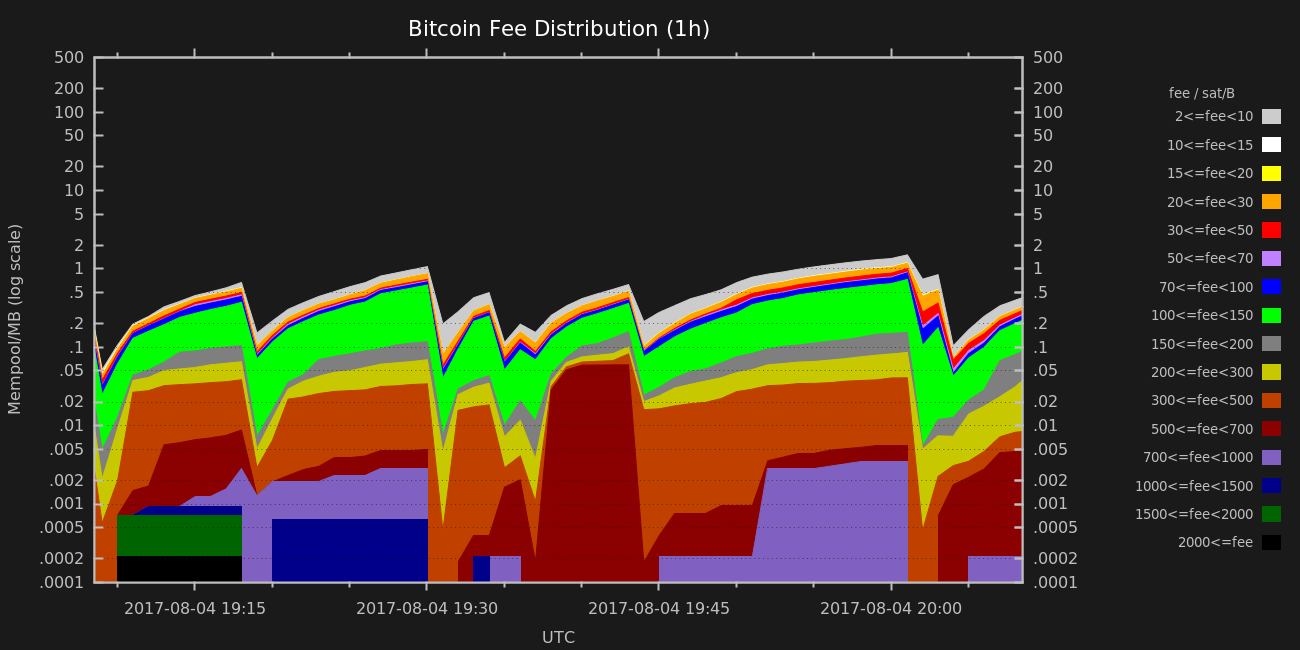 Bitcoin Fee Distribution (1h)
Mempool/MB (log scale)
500
200
100
50
20
10
5
2
1
.5
.2
.1
.05
.02
.01
.005
.002
.001
.0005
.0002
.0001
500
200
100
50
20
10
5
2
1
.5
.2
.1
.05
.02
.01
.005
.002
.001
.0005
.0002
.0001
2017-08-04 19:15
2017-08-04 19:30
2017-08-04 19:45
2017-08-04 20:00
UTC
fee / sat/B
2<=fee<10
10<=fee<15
15<=fee<20
20<=fee<30
30<=fee<50
50<=fee<70
70<=fee<100
100<=fee<150
150<=fee<200
200<=fee<300
300<=fee<500
500<=fee<700
700<=fee<1000
1000<=fee<1500
1500<=fee<2000
2000<=fee